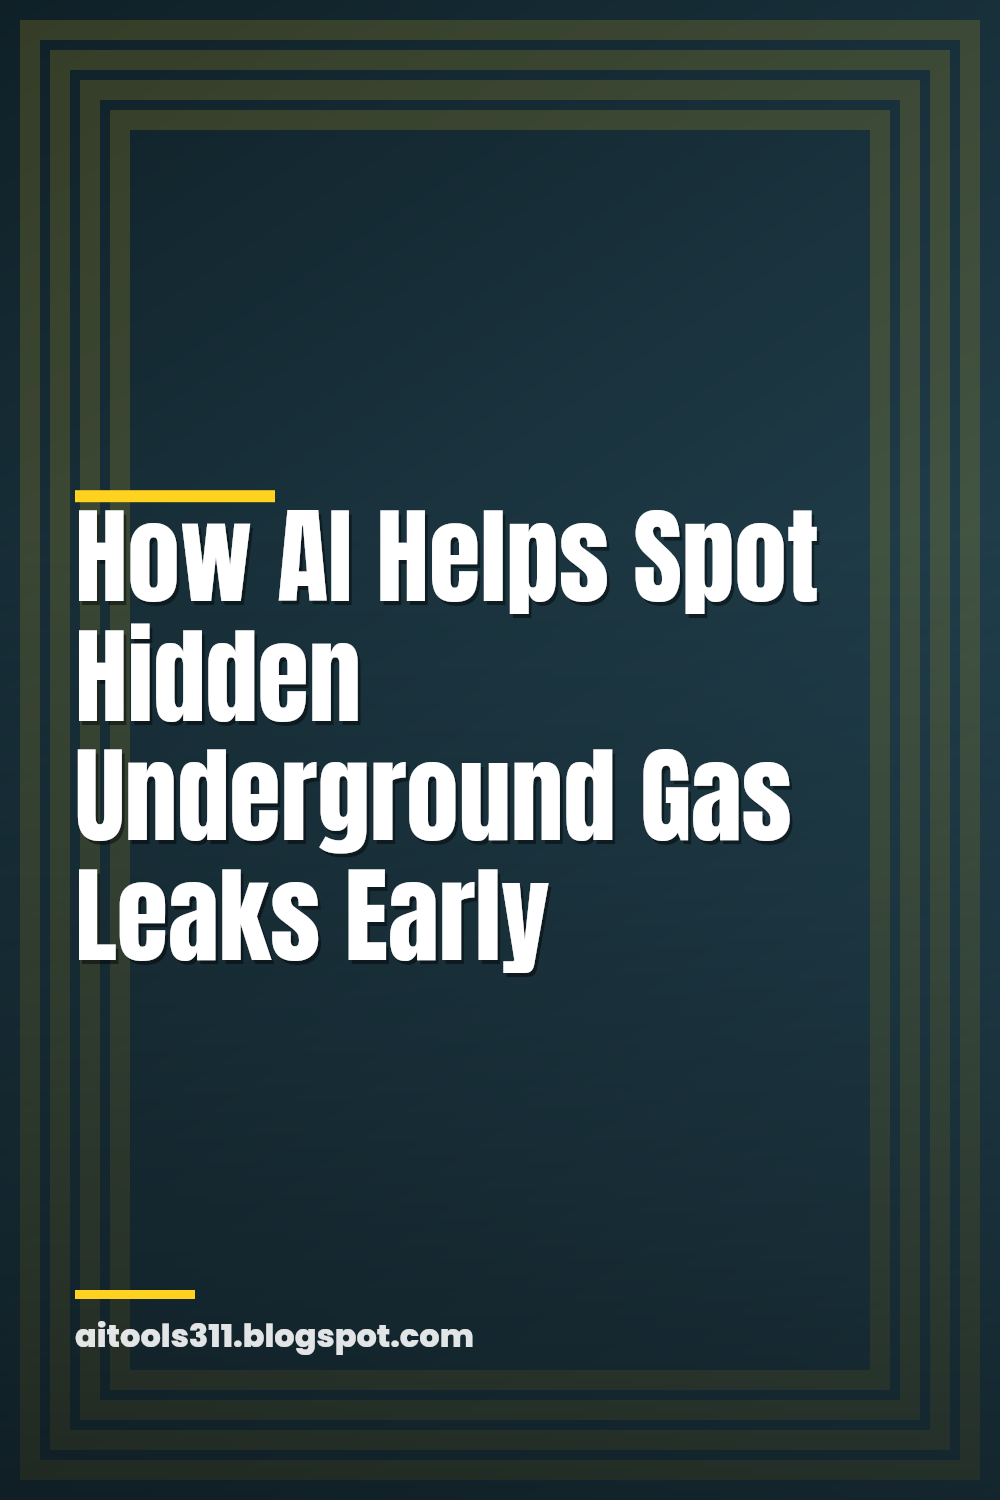 How AI Helps Spot
Hidden
Underground Gas
Leaks Early
aitools311.blogspot.com